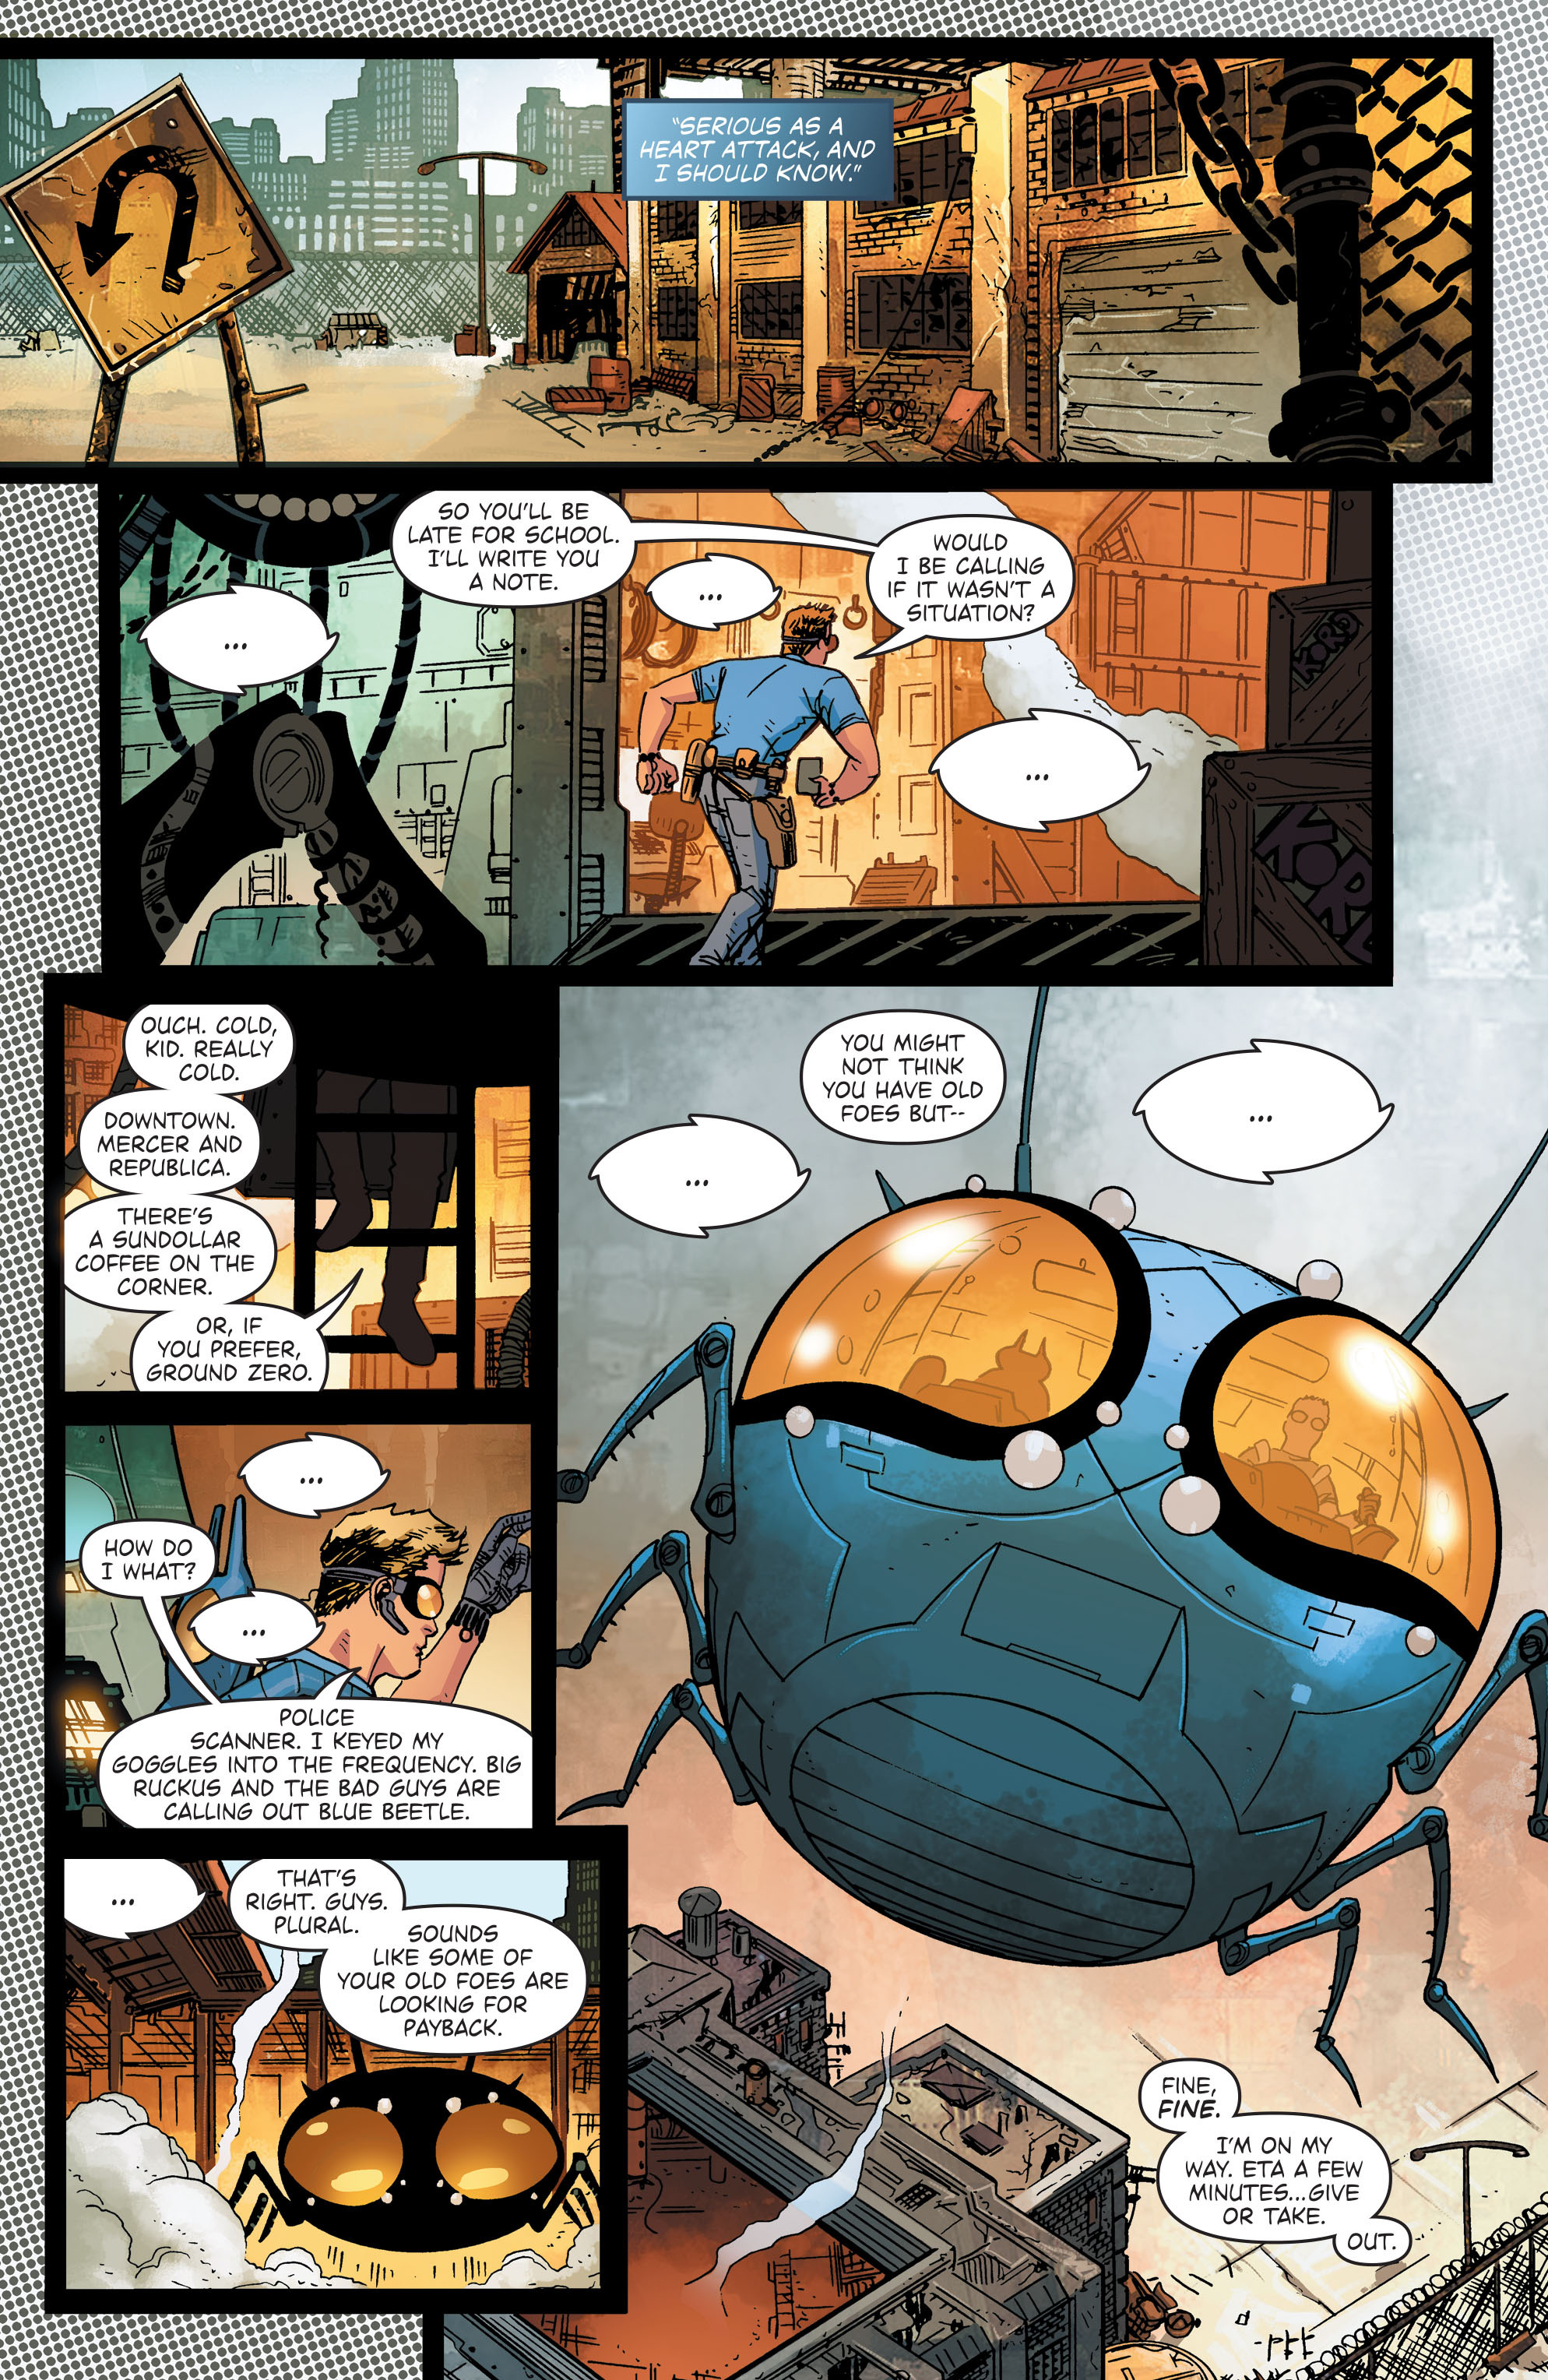 "SERIOUS AS A
HEART ATTACK, AND
I SHOULD KNOW."
SO YOU'LL BE
LATE FOR SCHOOL.
I'LL WRITE YOU
A NOTE.
...
...
WOULD
I BE CALLING
IF IT WASN'T A
SITUATION?
...
KORD
KORD
OUCH. COLD,
KID. REALLY
COLD.
DOWNTOWN.
MERCER AND
REPUBLICA.
THERE'S
A SUNDOLLAR
COFFEE ON THE
CORNER.
OR, IF
YOU PREFER,
GROUND ZERO.
...
HOW DO
I WHAT?
...
POLICE
SCANNER. I KEYED MY
GOGGLES INTO THE FREQUENCY. BIG
RUCKUS AND THE BAD GUYS ARE
CALLING OUT BLUE BEETLE.
...
THAT'S
RIGHT. GUYS.
PLURAL.
SOUNDS
LIKE SOME OF
YOUR OLD FOES ARE
LOOKING FOR
PAYBACK.
...
YOU MIGHT
NOT THINK
YOU HAVE OLD
FOES BUT--
...
FINE,
FINE.
I'M ON MY
WAY. ETA A FEW
MINUTES...GIVE
OR TAKE.
OUT.